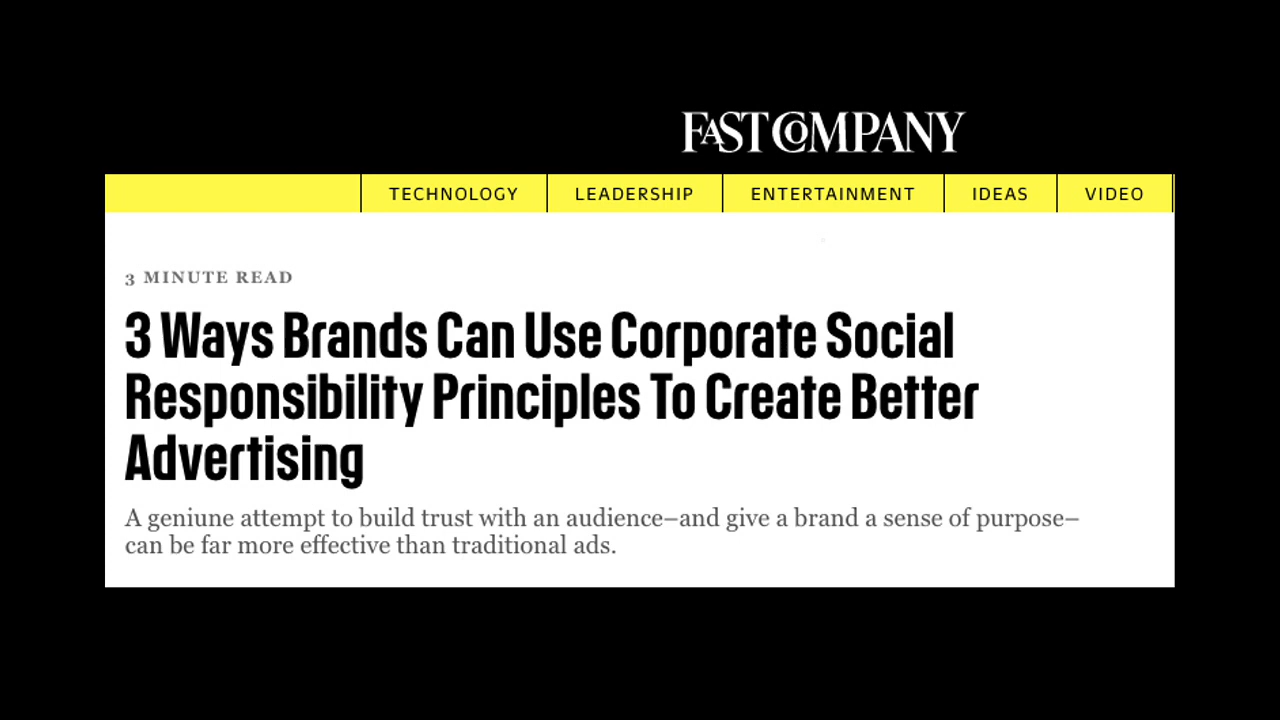 FAST COMPANY
TECHNOLOGY LEADERSHIP ENTERTAINMENT IDEAS VIDEO
3 MINUTE READ
3 Ways Brands Can Use Corporate Social
Responsibility Principles To Create Better
Advertising
A geniune attempt to build trust with an audience–and give a brand a sense of purpose–
can be far more effective than traditional ads.